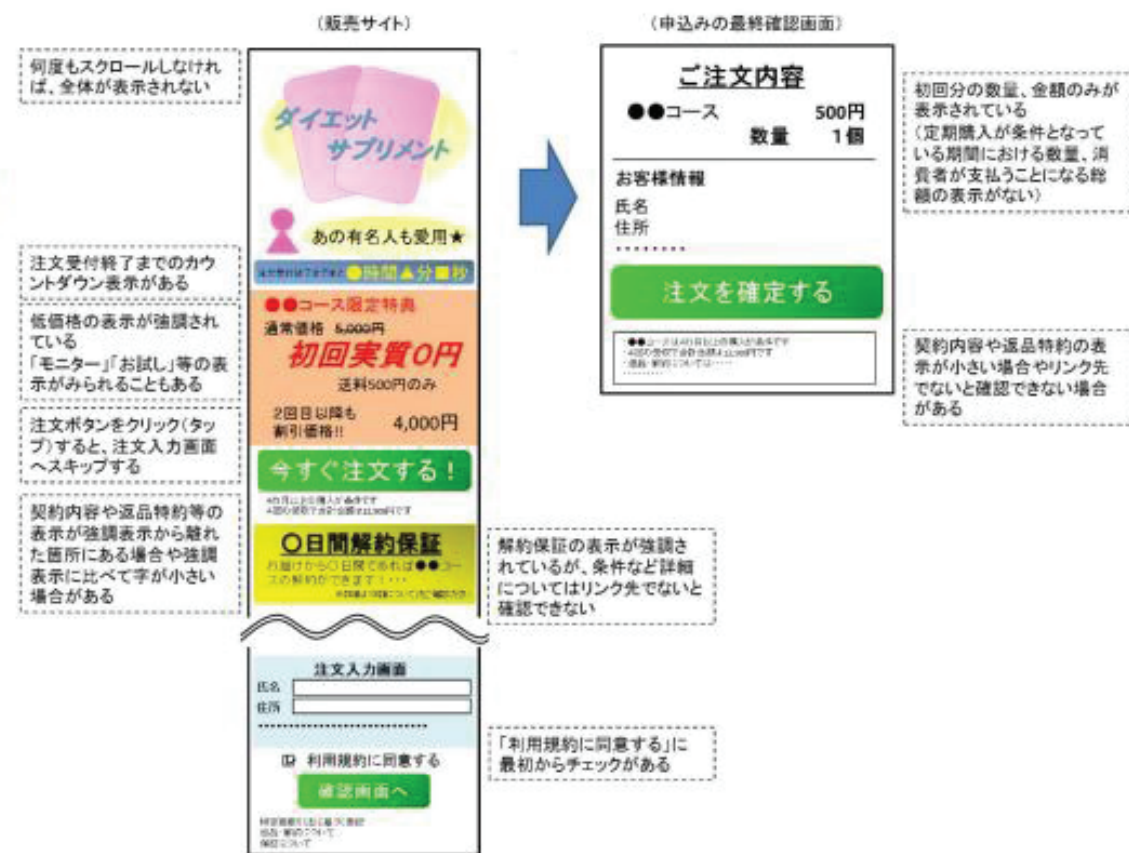 （販売サイト）
（申込みの最終確認画面）
何度もスクロールしなけれ
ば、全体が表示されない
ダイエット
サプリメント
あの有名人も愛用★
●時間▲分■秒
注文受付終了までのカウ
ントダウン表示がある
低価格の表示が強調され
ている
「モニター」「お試し」等の表
示がみられることもある
●●コース限定特典
通常価格 5,000円
初回実質0円
送料500円のみ
2回目以降も
割引価格!!
4,000円
注文ボタンをクリック（タッ
プ）すると、注文入力画面
へスキップする
今すぐ注文する！
契約内容や返品特約等の
表示が強調表示から離れ
た箇所にある場合や強調
表示に比べて字が小さい
場合がある
〇日間解約保証
お届けから〇日間であれば●●コー
スの解約ができます！・・・
解約保証の表示が強調さ
れているが、条件など詳細
についてはリンク先でないと
確認できない
注文入力画面
氏名
住所
利用規約に同意する
確認画面へ
「利用規約に同意する」に
最初からチェックがある
ご注文内容
●●コース 500円
数量 1個
お客様情報
氏名
住所
・・・・・・・・
注文を確定する
初回分の数量、金額のみが
表示されている
（定期購入が条件となって
いる期間における数量、消
費者が支払うことになる総
額の表示がない）
契約内容や返品特約の表
示が小さい場合やリンク先
でないと確認できない場合
がある